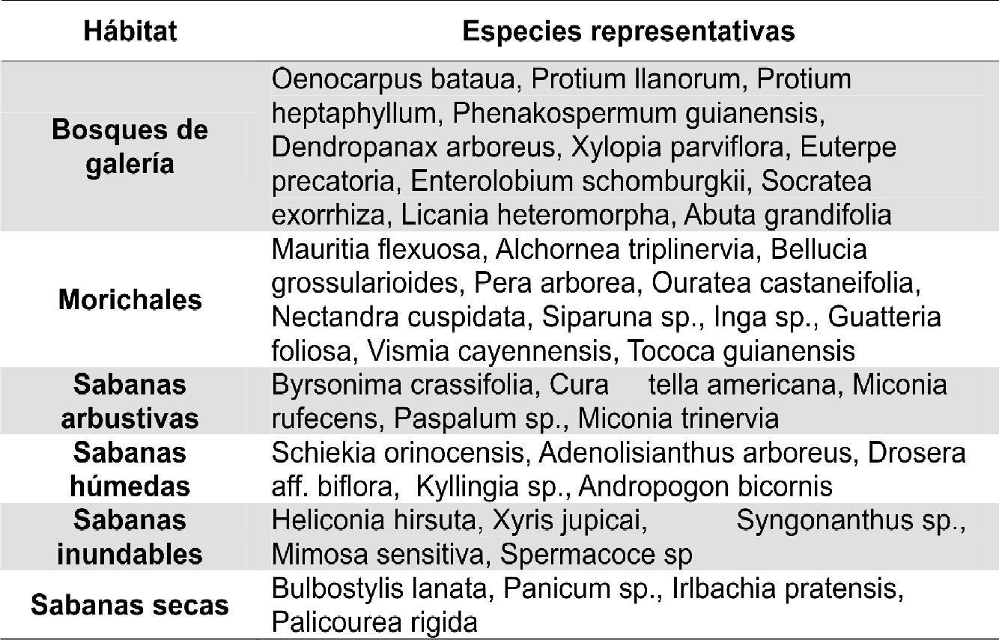 Hábitat Especies representativas
Bosques de galería
Oenocarpus bataua, Protium llanorum, Protium
heptaphyllum, Phenakospermum guianensis,
Dendropanax arboreus, Xylopia parviflora, Euterpe
precatoria, Enterolobium schomburgkii, Socratea
exorrhiza, Licania heteromorpha, Abuta grandifolia
Morichales
Mauritia flexuosa, Alchornea triplinervia, Bellucia
grossularioides, Pera arborea, Ouratea castaneifolia,
Nectandra cuspidata, Siparuna sp., Inga sp., Guatteria
foliosa, Vismia cayennensis, Tococa guianensis
Sabanas
arbustivas
Byrsonima crassifolia, Cura tella americana, Miconia
rufecens, Paspalum sp., Miconia trinervia
Sabanas
húmedas
Schiekia orinocensis, Adenolisianthus arboreus, Drosera
aff. biflora, Kyllingia sp., Andropogon bicornis
Sabanas
inundables
Heliconia hirsuta, Xyris jupicai, Syngonanthus sp.,
Mimosa sensitiva, Spermacoce sp
Sabanas secas
Bulbostylis lanata, Panicum sp., Irlbachia pratensis,
Palicourea rigida